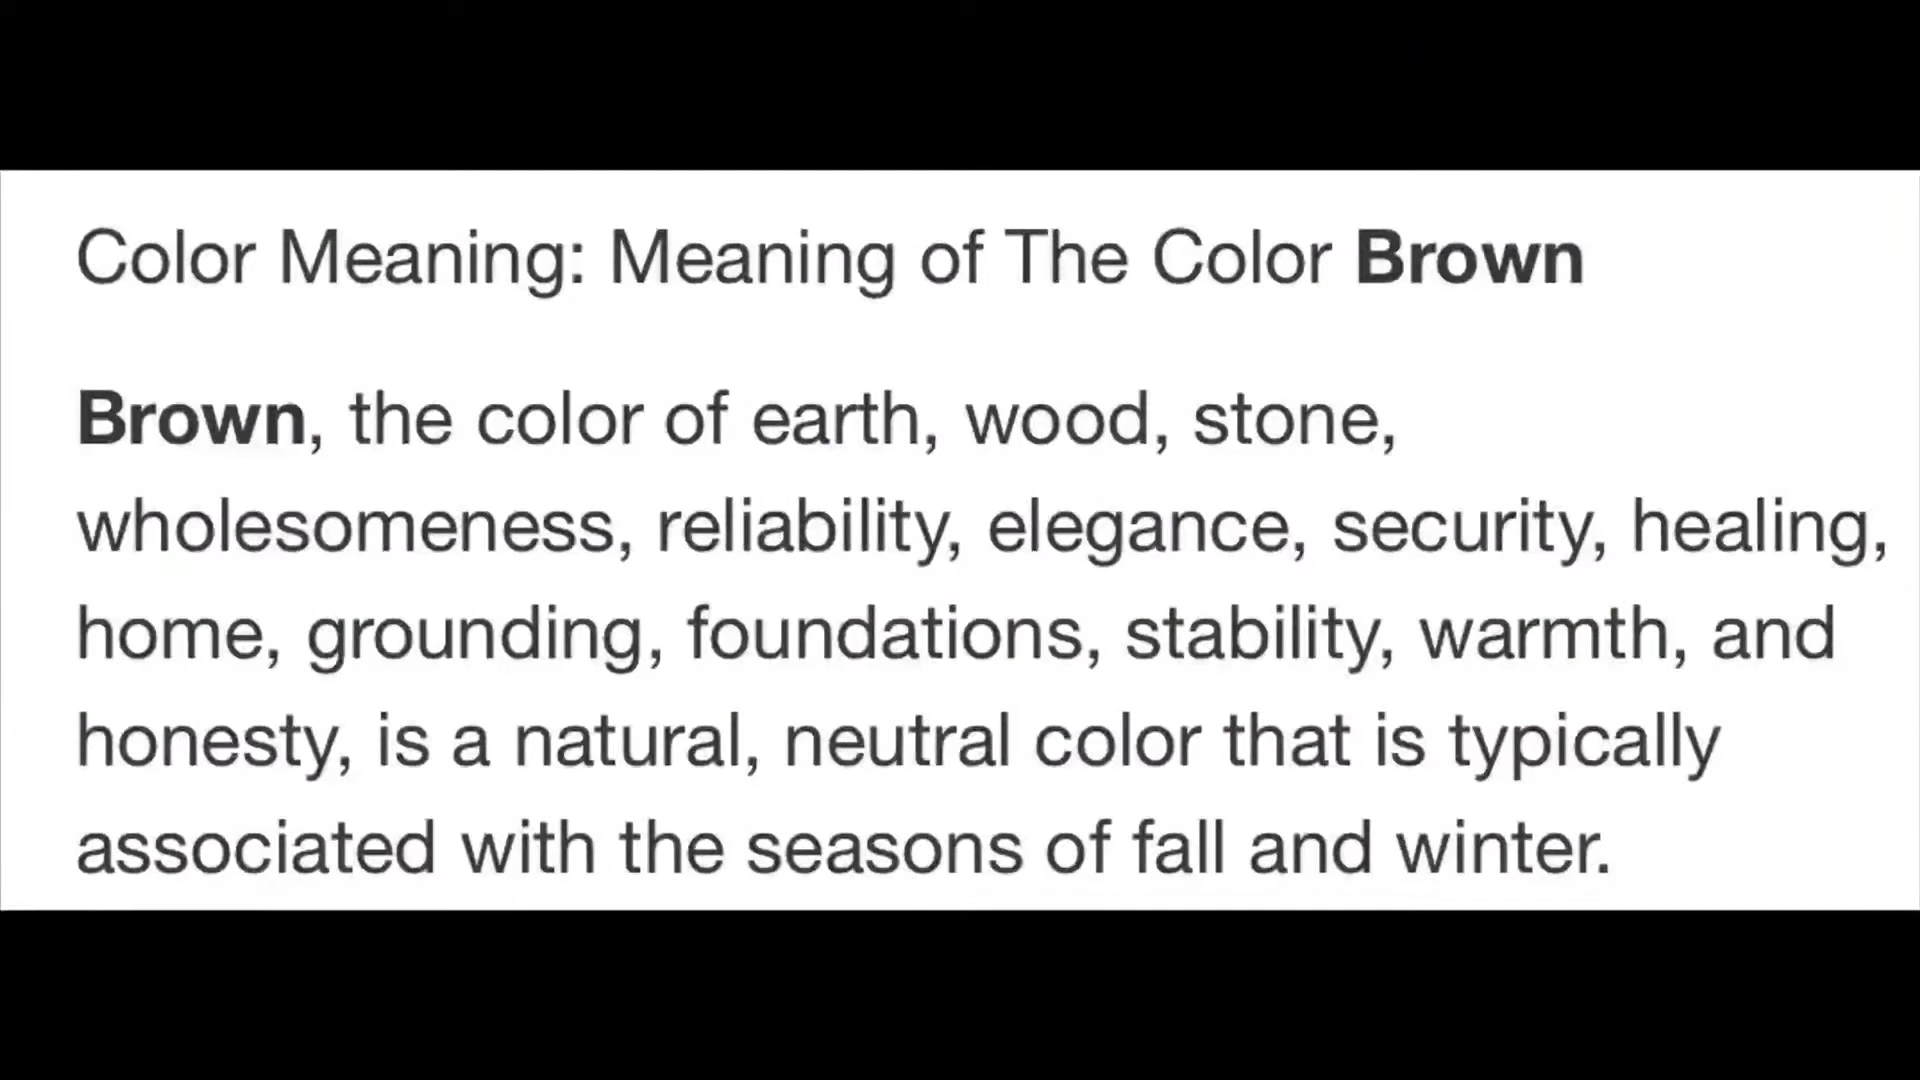 Color Meaning: Meaning of The Color Brown
Brown, the color of earth, wood, stone,
wholesomeness, reliability, elegance, security, healing,
home, grounding, foundations, stability, warmth, and
honesty, is a natural, neutral color that is typically
associated with the seasons of fall and winter.